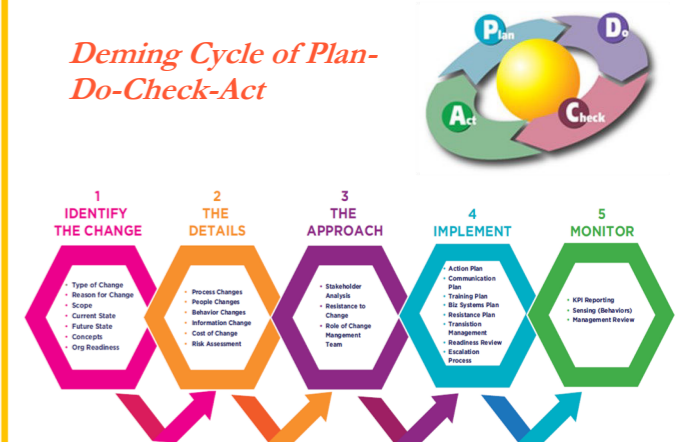 Deming Cycle of Plan-
Do-Check-Act
Plan
Do
Check
Act
1
IDENTIFY
THE CHANGE
2
THE
DETAILS
3
THE
APPROACH
4
IMPLEMENT
5
MONITOR
• Type of Change
• Reason for Change
• Scope
• Current State
• Future State
• Concepts
• Org Readiness
• Process Changes
• People Changes
• Behavior Changes
• Information Change
• Cost of Change
• Risk Assessment
• Stakeholder
Analysis
• Resistance to
Change
• Role of Change
Mengement
Team
• Action Plan
• Communication
Plan
• Training Plan
• Biz Systems Plan
• Resistance Plan
• Transistion
Management
• Readiness Review
• Escalation
Process
• KPI Reporting
• Sensing (Behaviors)
• Management Review